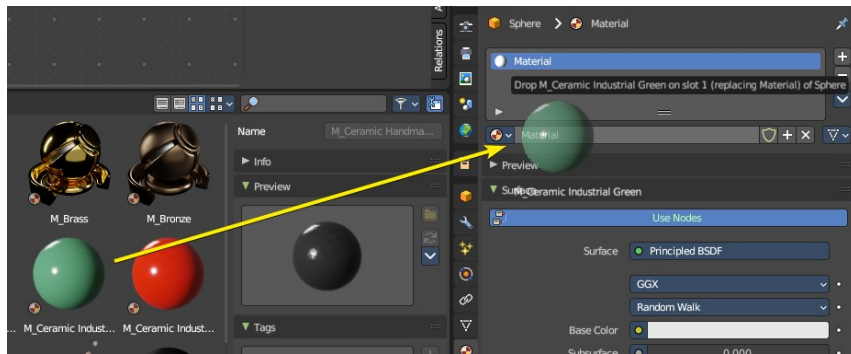 Relations
Name
M_Ceramic Handma...
Info
Preview
M_Brass
M_Bronze
M_Ceramic Indust...
M_Ceramic Indust...
Tags
Sphere
Material
Material
Drop M_Ceramic Industrial Green on slot 1 (replacing Material) of Sphere
Material
Preview
Surface
M_Ceramic Industrial Green
Use Nodes
Surface
Principled BSDF
GGX
Random Walk
Base Color
Subsurface
0.000